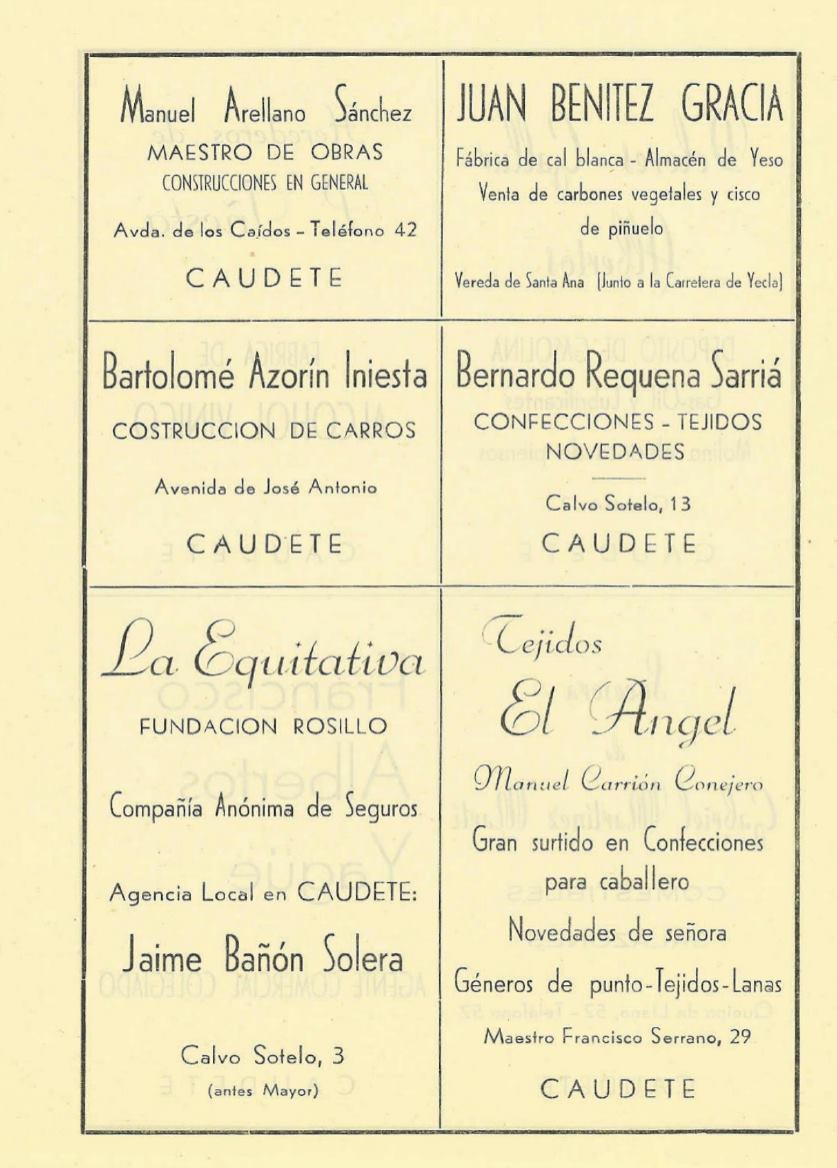 Manuel Arellano Sánchez
MAESTRO DE OBRAS
CONSTRUCCIONES EN GENERAL
Avda. de los Caídos - Teléfono 42
CAUDETE
JUAN BENITEZ GRACIA
Fábrica de cal blanca - Almacén de Yeso
Venta de carbones vegetales y cisco
de piñuelo
Vereda de Santa Ana (Junto a la Carretera de Yecla)
Bartolomé Azorín Iniesta
COSTRUCCION DE CARROS
Avenida de José Antonio
CAUDETE
Bernardo Requena Sarriá
CONFECCIONES - TEJIDOS
NOVEDADES
Calvo Sotelo, 13
CAUDETE
La Equitativa
FUNDACION ROSILLO
Compañía Anónima de Seguros
Agencia Local en CAUDETE:
Jaime Bañón Solera
Calvo Sotelo, 3
(antes Mayor)
Tejidos
El Angel
Manuel Carrión Conejero
Gran surtido en Confecciones
para caballero
Novedades de señora
Géneros de punto-Tejidos-Lanas
Maestro Francisco Serrano, 29
CAUDETE